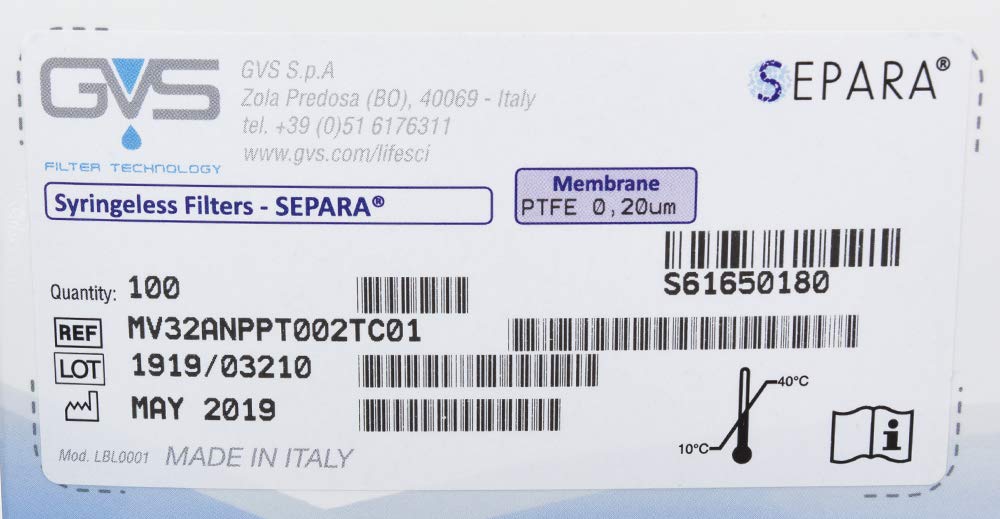 GVS
FILTER TECHNOLOGY
GVS S.p.A
Zola Predosa (BO), 40069 - Italy
tel. +39 (0)51 6176311
www.gvs.com/lifesci
SEPARA®
Syringeless Filters - SEPARA®
Membrane
PTFE 0,20um
S61650180
Quantity: 100
REF MV32ANPPT002TC01
LOT 1919/03210
MAY 2019
40°C
10°C
i
Mod. LBL0001 MADE IN ITALY